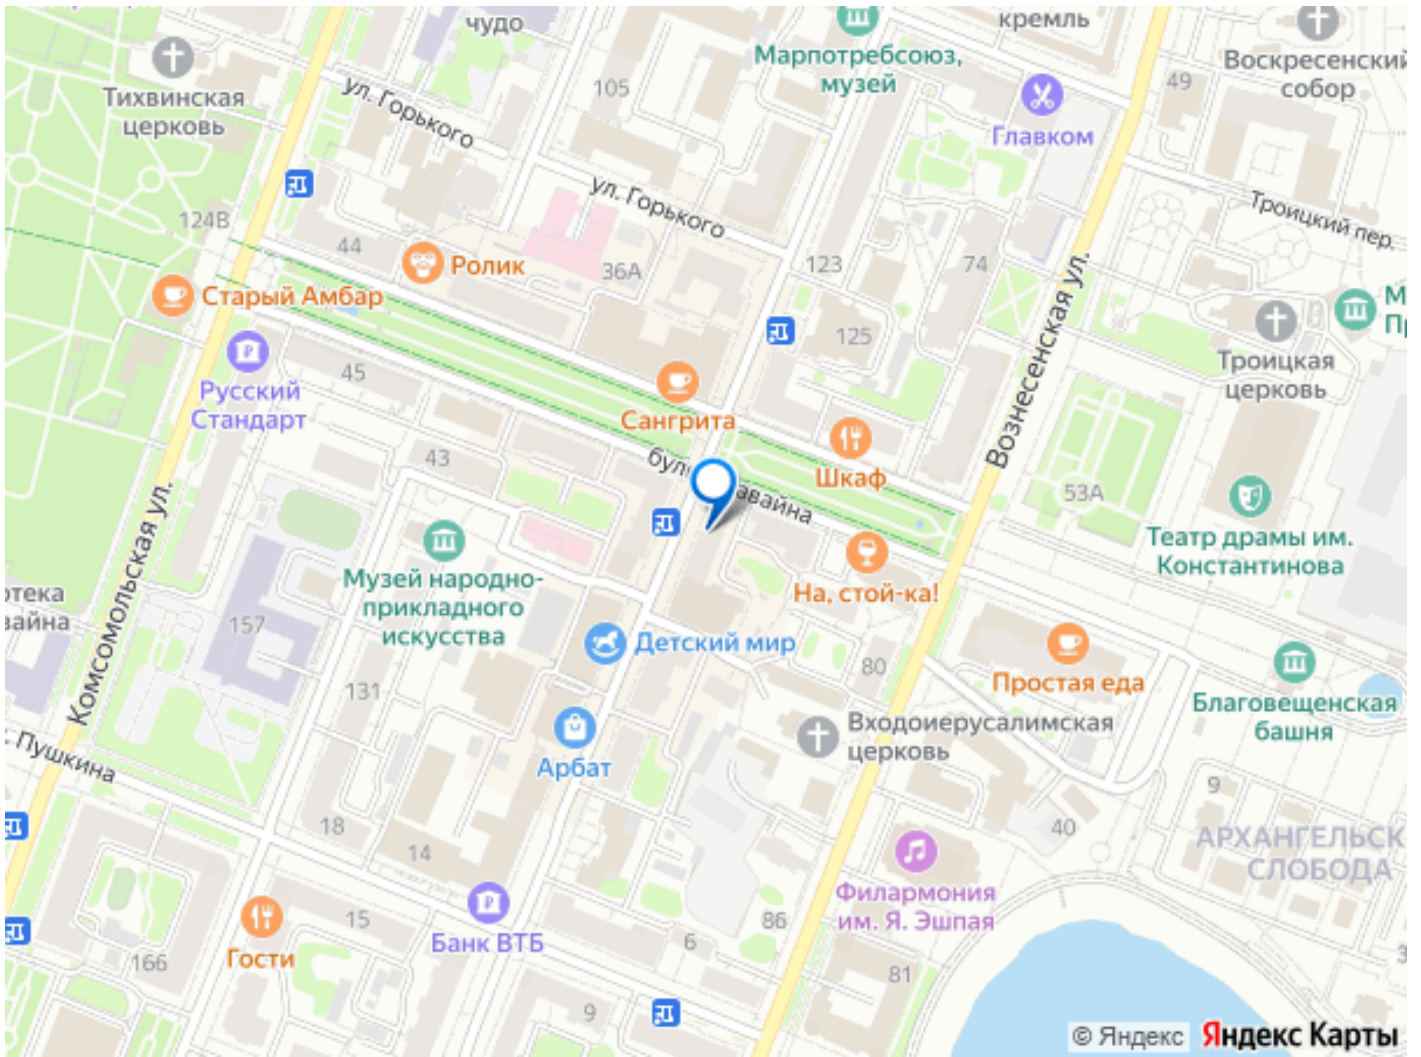 чудо
кремль
Марпотребсоюз,
музей
Воскресенский
собор
49
Тихвинская
церковь
ул. Горького
105
Главком
124В
44
Ролик
ул. Горького
36А
123
74
Троицкий пер.
Старый Амбар
125
Вознесенская ул.
Троицкая
церковь
М
Пр
Русский
Стандарт
45
Сангрита
43
Шкаф
53А
Театр драмы им.
Константинова
Комсомольская ул.
отека
вайна
157
Музей народно-
прикладного
искусства
На, стой-ка!
Детский мир
80
Простая еда
Благовещенская
башня
131
Входоиерусалимская
церковь
Пушкина
Арбат
9
18
14
40
АРХАНГЕЛЬСК
СЛОБОДА
Филармония
им. Я. Эшпая
Гости
15
Банк ВТБ
86
6
166
81
9
© Яндекс Яндекс Карты